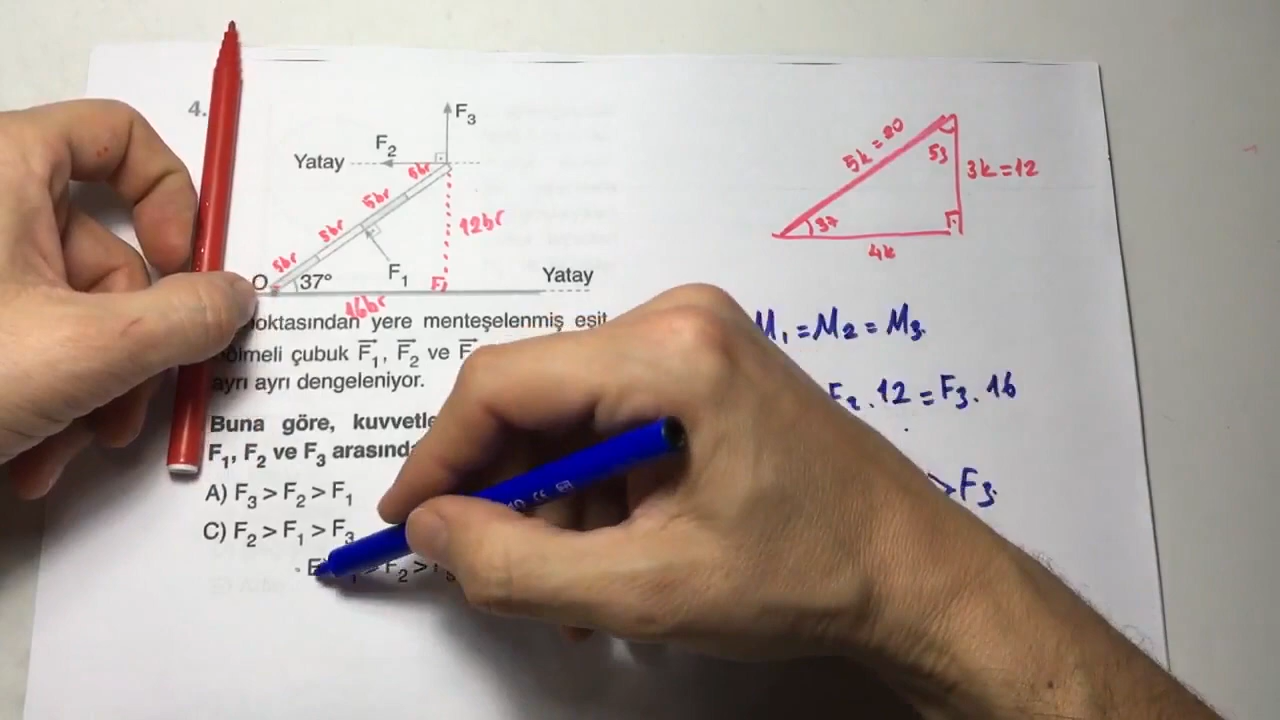 4.
F₃
F₂
Yatay
5br
5br
5br
5br
12br
O
37°
F₁
Yatay
16br
noktasından yere menteşelenmiş eşit
bölmeli çubuk F₁, F₂ ve
ayrı ayrı dengeleniyor.
Buna göre, kuvvetle
F₁, F₂ ve F₃ arasında
A) F₃ > F₂ > F₁
C) F₂ > F₁ > F₃
F₂ >
5k=20
53
3k=12
37
4k
M₁ = M₂ = M₃
F₂.12 = F₃.16
>F₃